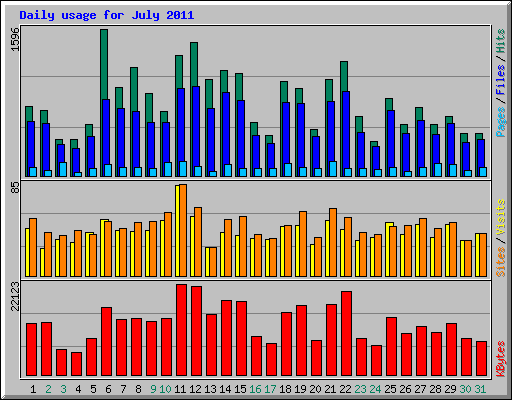 Daily usage for July 2011
1596
Pages / Files / Hits
85
Sites / Visits
22123
KBytes
1 2 3 4 5 6 7 8 9 10 11 12 13 14 15 16 17 18 19 20 21 22 23 24 25 26 27 28 29 30 31